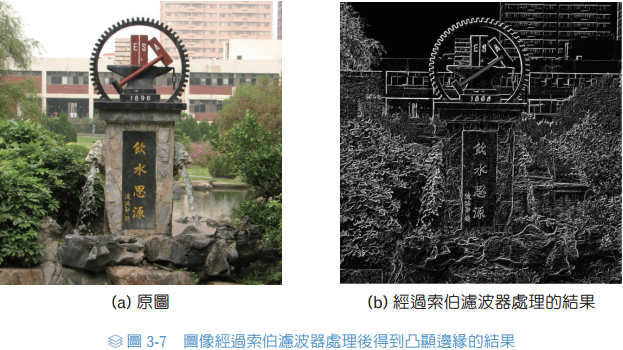 E S
1896
飲水思源
E S
1896
飲水思源
(a) 原圖
(b) 經過索伯濾波器處理的結果
圖 3-7 圖像經過索伯濾波器處理後得到凸顯邊緣的結果